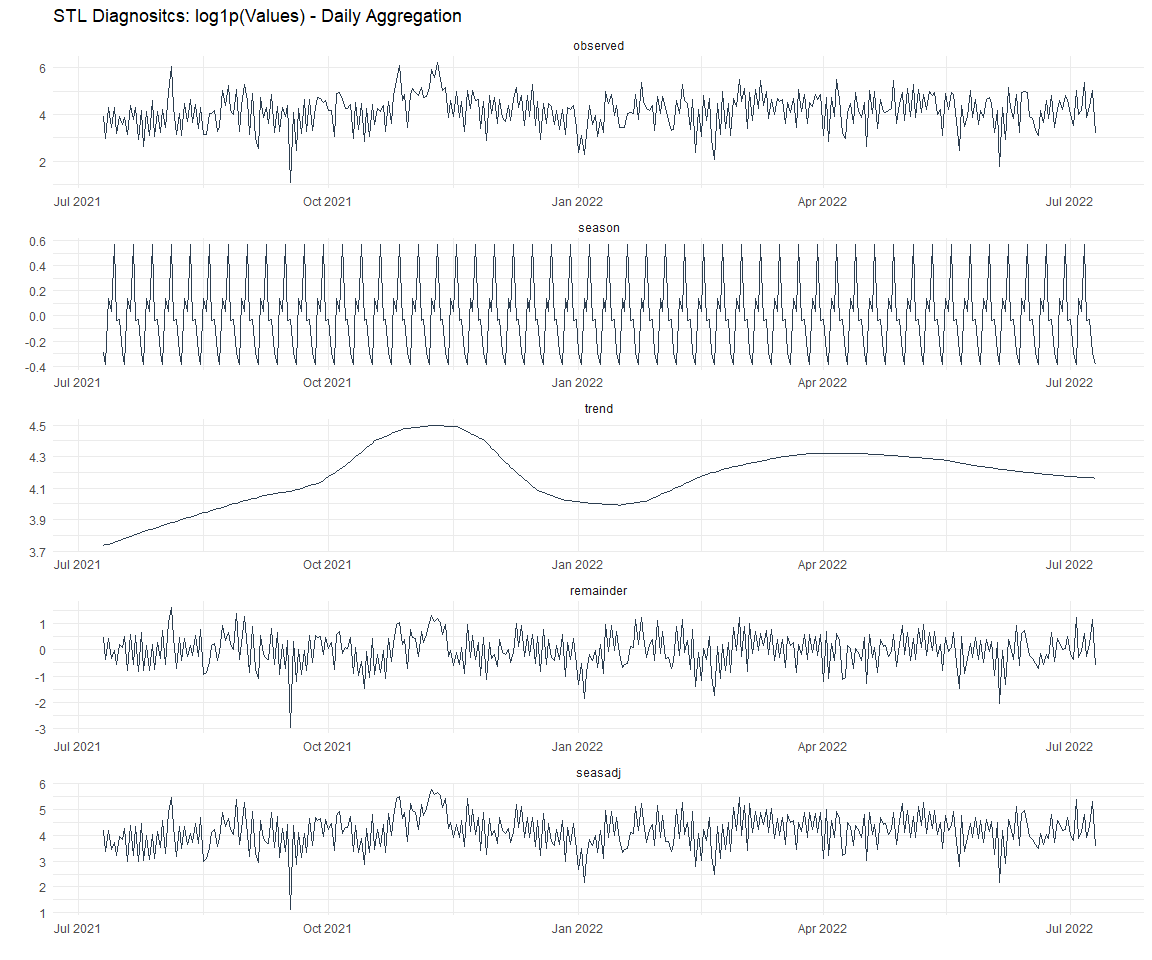 STL Diagnositcs: log1p(Values) - Daily Aggregation
observed
6
4
2
Jul 2021 Oct 2021 Jan 2022 Apr 2022 Jul 2022
season
0.6
0.4
0.2
0.0
-0.2
-0.4
Jul 2021 Oct 2021 Jan 2022 Apr 2022 Jul 2022
trend
4.5
4.3
4.1
3.9
3.7
Jul 2021 Oct 2021 Jan 2022 Apr 2022 Jul 2022
remainder
1
0
-1
-2
-3
Jul 2021 Oct 2021 Jan 2022 Apr 2022 Jul 2022
seasadj
6
5
4
3
2
1
Jul 2021 Oct 2021 Jan 2022 Apr 2022 Jul 2022